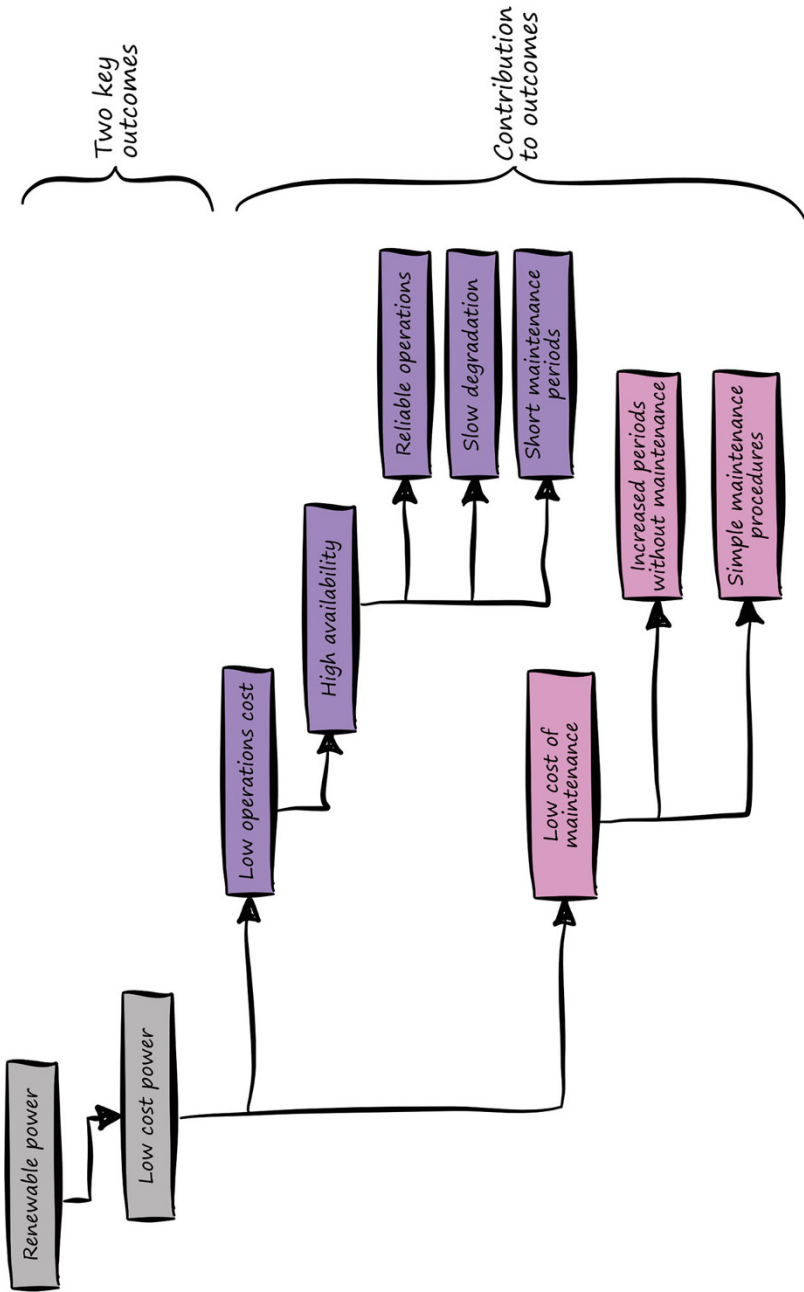 Renewable power
Low cost power
Two key
outcomes
Low operations cost
High availability
Reliable operations
Slow degradation
Short maintenance
periods
Low cost of
maintenance
Increased periods
without maintenance
Simple maintenance
procedures
Contribution
to outcomes